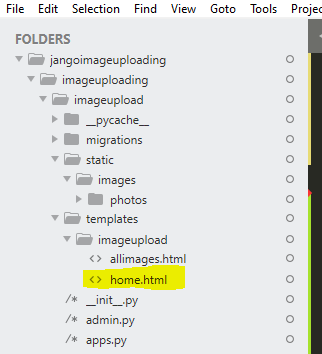 File Edit Selection Find View Goto Tools Projec
FOLDERS
jangoimageuploading
imageuploading
imageupload
__pycache__
migrations
static
images
photos
templates
imageupload
<> allimages.html
<> home.html
/* __init__.py
/* admin.py
/* apps.py